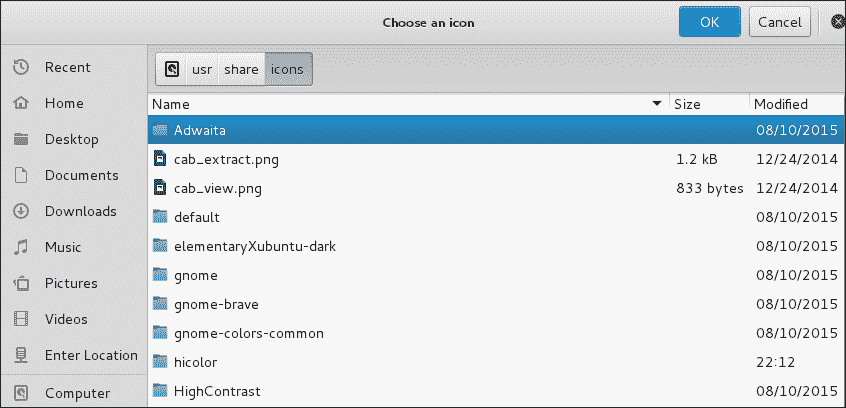 Choose an icon
OK
Cancel
Recent
Home
Desktop
Documents
Downloads
Music
Pictures
Videos
Enter Location
Computer
usr share icons
Name Size Modified
Adwaita 08/10/2015
cab_extract.png 1.2 kB 12/24/2014
cab_view.png 833 bytes 12/24/2014
default 08/10/2015
elementaryXubuntu-dark 08/10/2015
gnome 08/10/2015
gnome-brave 08/10/2015
gnome-colors-common 08/10/2015
hicolor 22:12
HighContrast 08/10/2015